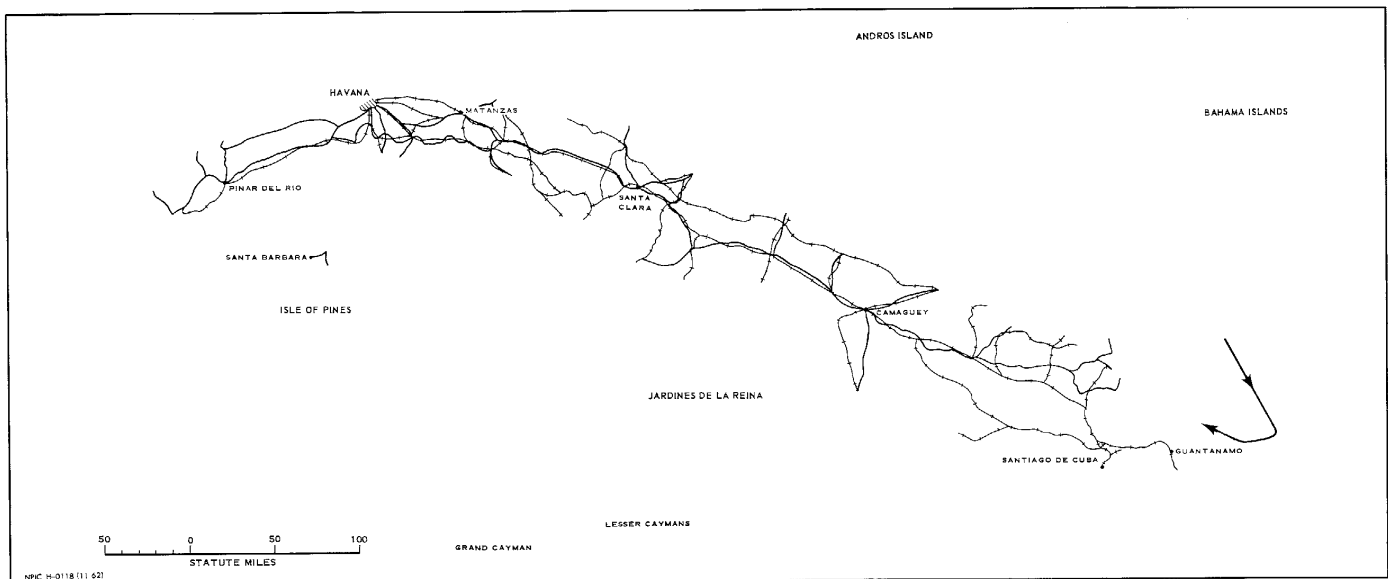 ANDROS ISLAND
HAVANA
MATANZAS
BAHAMA ISLANDS
PINAR DEL RIO
SANTA
CLARA
SANTA BARBARA
ISLE OF PINES
CAMAGUEY
JARDINES DE LA REINA
GUANTANAMO
SANTIAGO DE CUBA
LESSER CAYMANS
50 0 50 100
GRAND CAYMAN
STATUTE MILES
NPIC H-0118 (11 62)